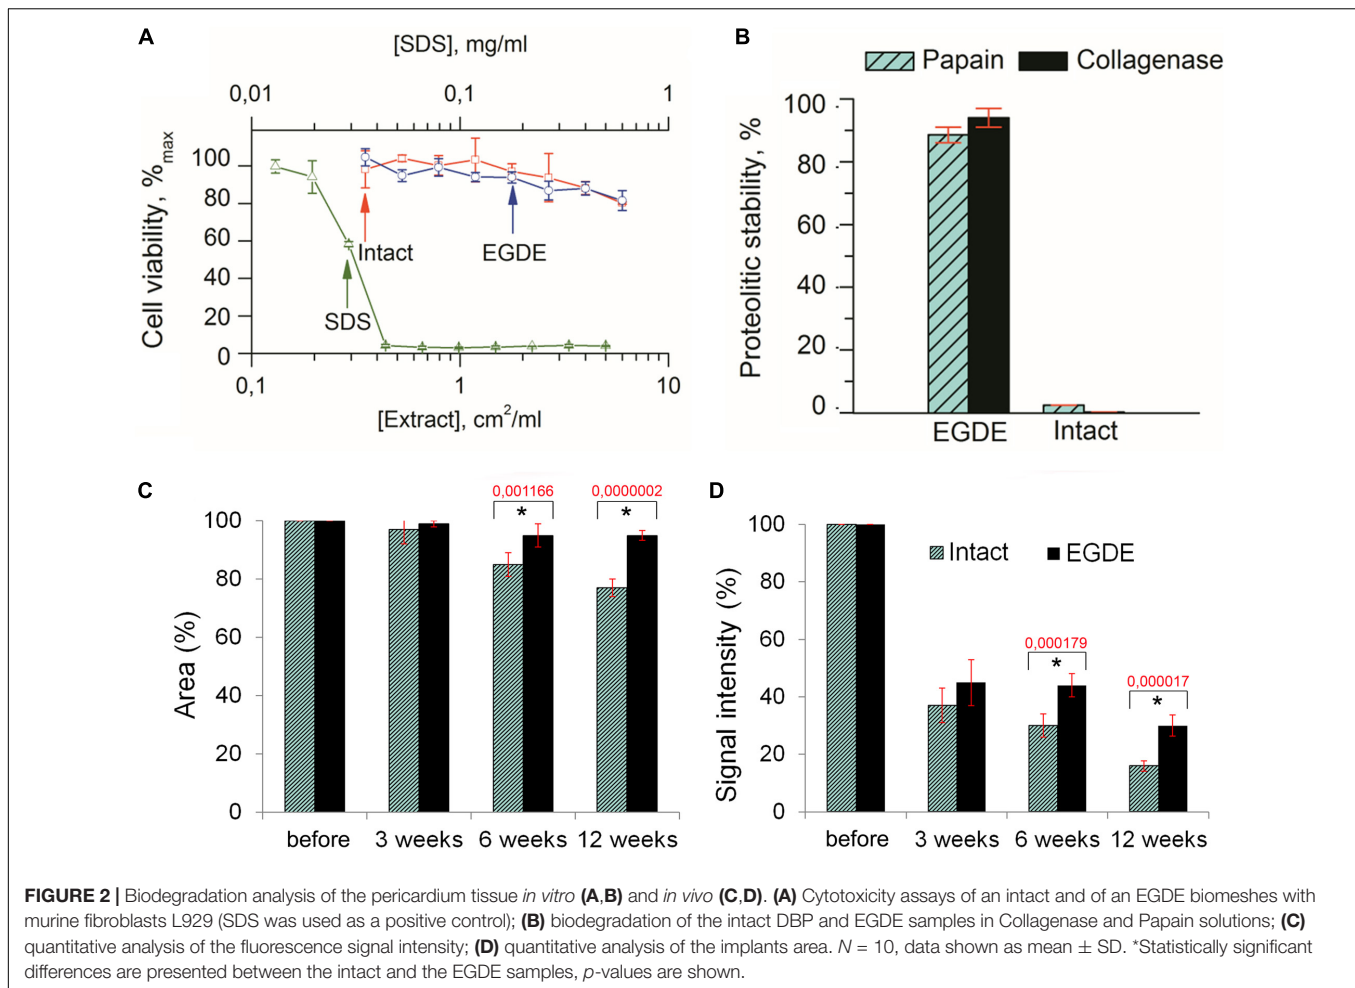 A
[SDS], mg/ml
0,01 0,1 1
Cell viability, %max
100
80
60
40
20
0
Intact
EGDE
SDS
0,1 1 10
[Extract], cm2/ml
B
Papain Collagenase
Proteolitic stability, %
100
80
60
40
20
0
EGDE Intact
C
0,001166 0,0000002
* *
Area (%)
100
80
60
40
20
0
before 3 weeks 6 weeks 12 weeks
D
Intact EGDE
Signal intensity (%)
100
80
60
40
20
0
0,000179
*
0,000017
*
before 3 weeks 6 weeks 12 weeks
FIGURE 2 | Biodegradation analysis of the pericardium tissue in vitro (A,B) and in vivo (C,D). (A) Cytotoxicity assays of an intact and of an EGDE biomeshes with
murine fibroblasts L929 (SDS was used as a positive control); (B) biodegradation of the intact DBP and EGDE samples in Collagenase and Papain solutions; (C)
quantitative analysis of the fluorescence signal intensity; (D) quantitative analysis of the implants area. N = 10, data shown as mean ± SD. *Statistically significant
differences are presented between the intact and the EGDE samples, p-values are shown.